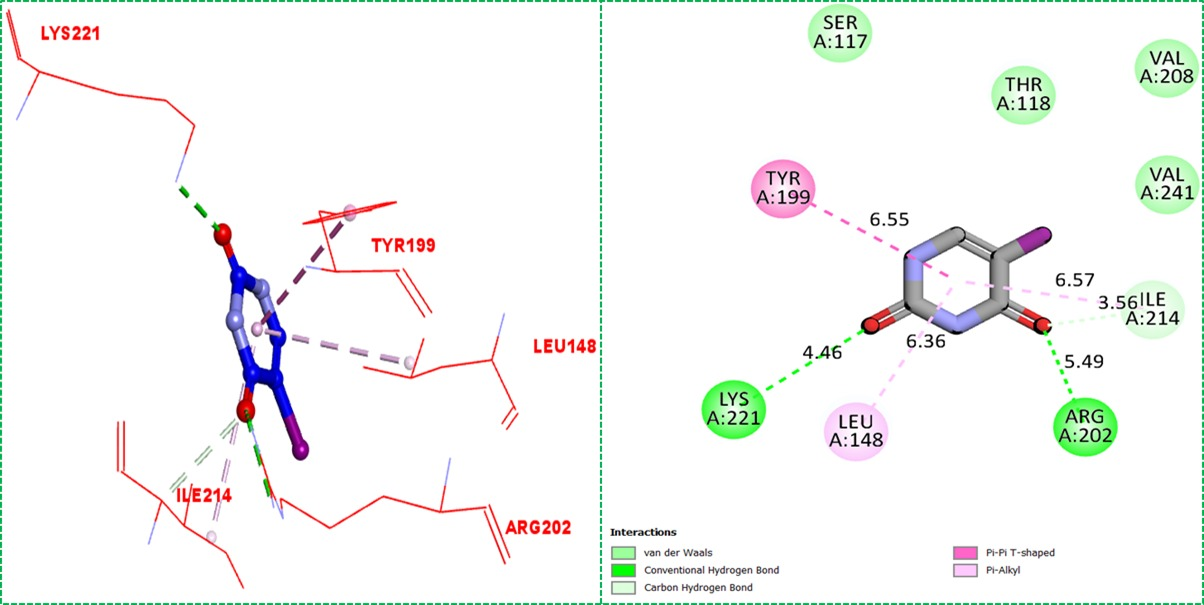 LYS221
TYR199
LEU148
ILE214
ARG202
SER
A:117
THR
A:118
VAL
A:208
TYR
A:199
VAL
A:241
6.55
6.57
3.56
ILE
A:214
4.46
6.36
5.49
LYS
A:221
LEU
A:148
ARG
A:202
Interactions
van der Waals
Conventional Hydrogen Bond
Carbon Hydrogen Bond
Pi-Pi T-shaped
Pi-Alkyl